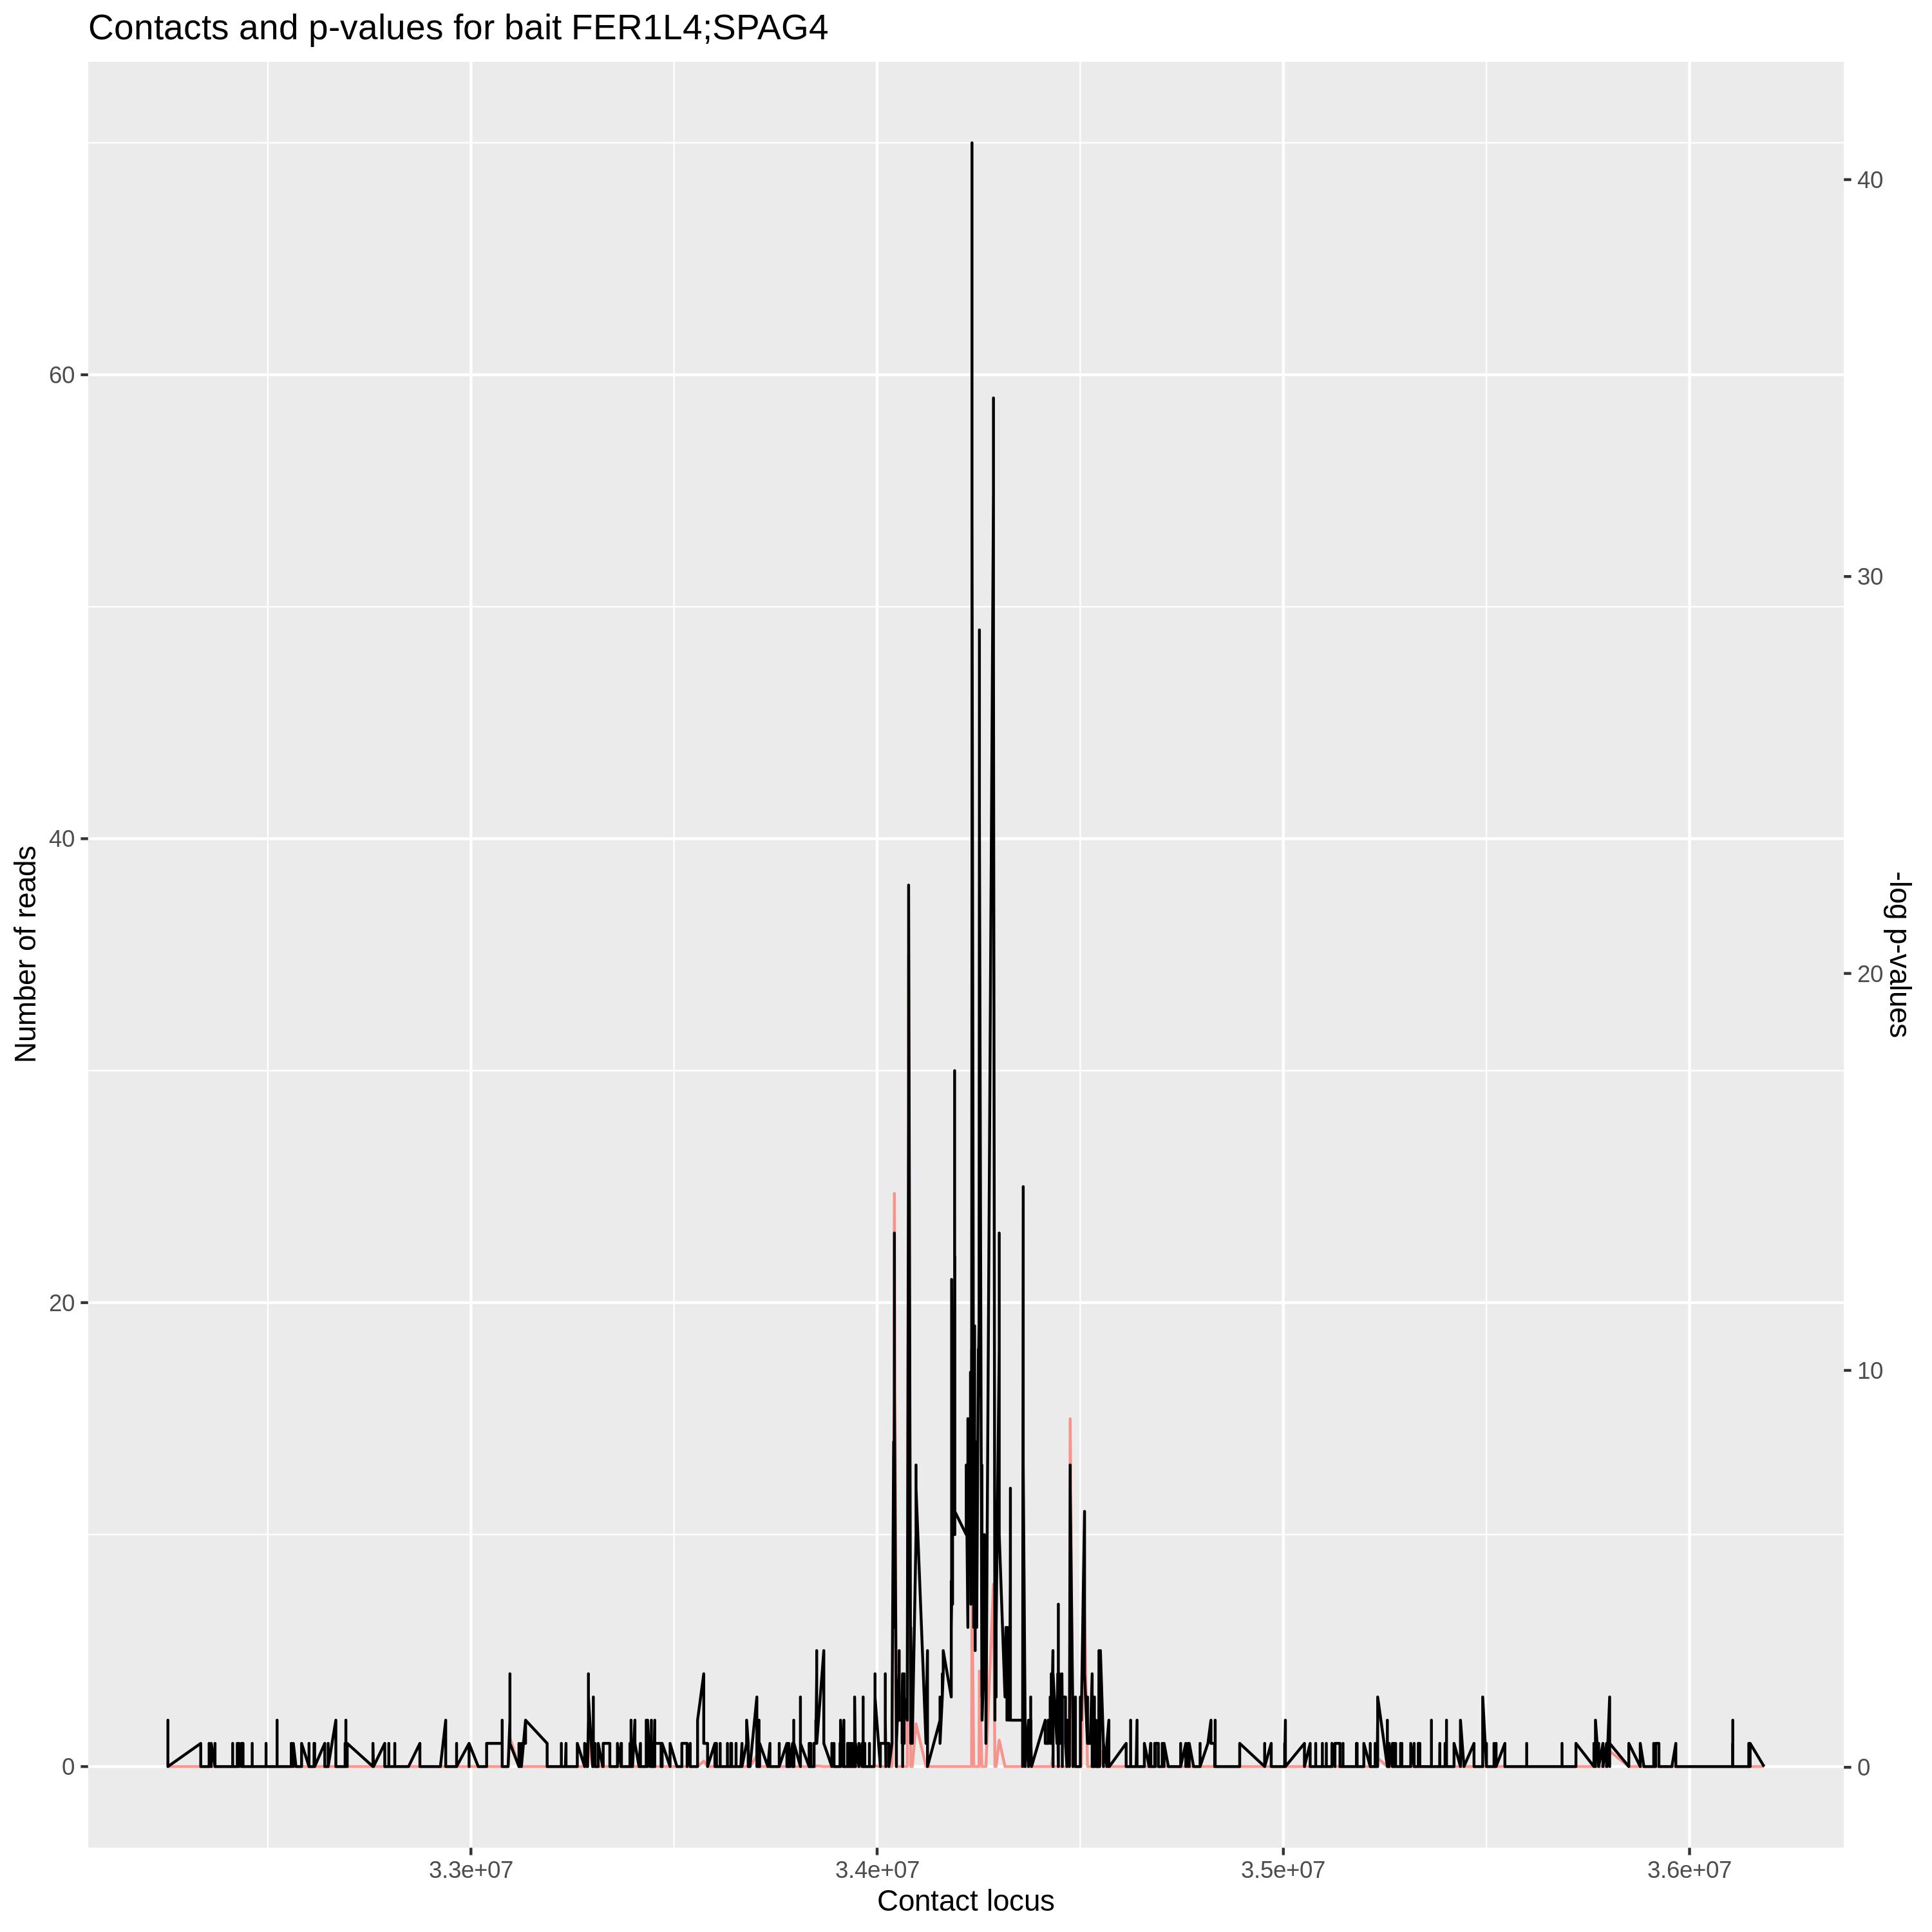 Contacts and p-values for bait FER1L4;SPAG4
Number of reads
60
40
20
0
40
30
20
10
0
-log p-values
3.3e+07
3.4e+07
3.5e+07
3.6e+07
Contact locus